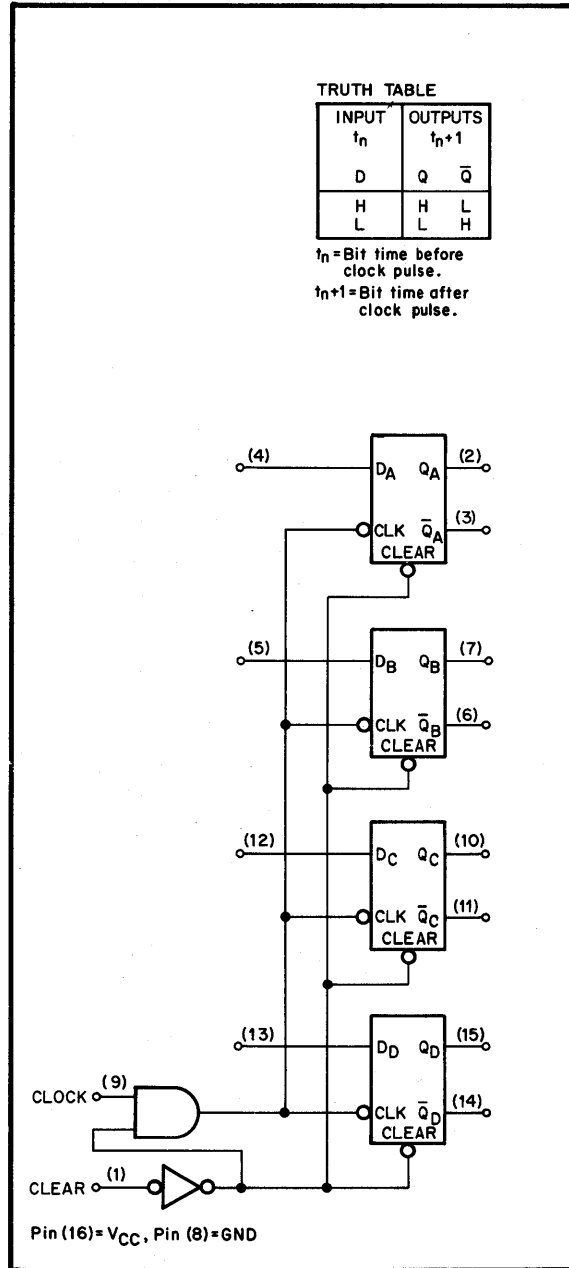 TRUTH TABLE
INPUT OUTPUTS
tn tn+1
D Q Q̅
H H L
L L H
tn = Bit time before
clock pulse.
tn+1 = Bit time after
clock pulse.
(4) DA QA (2)
CLK Q̅A (3)
CLEAR
(5) DB QB (7)
CLK Q̅B (6)
CLEAR
(12) DC QC (10)
CLK Q̅C (11)
CLEAR
(13) DD QD (15)
CLOCK (9) CLK Q̅D (14)
CLEAR
CLEAR (1)
Pin (16) = VCC, Pin (8) = GND